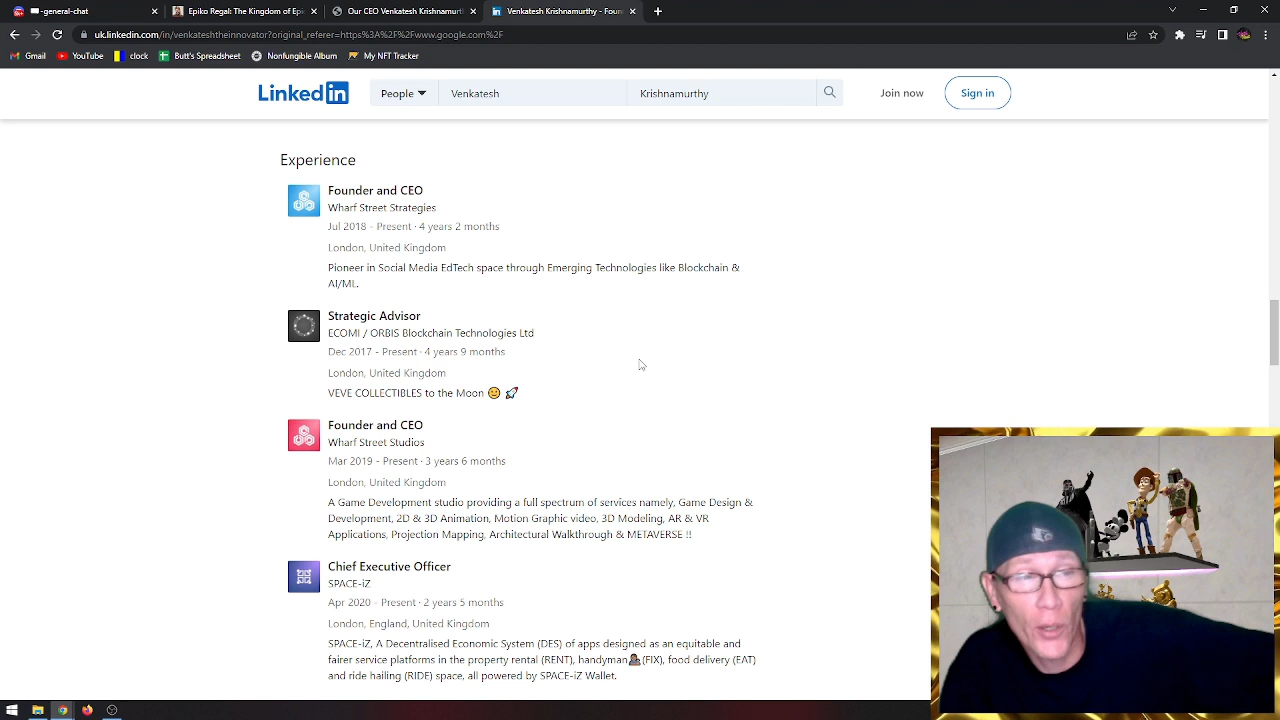 -general-chat
Epiko Regal: The Kingdom of Epi
Our CEO Venkatesh Krishnamurt
Venkatesh Krishnamurthy - Foun
uk.linkedin.com/in/venkateshtheinnovator?original_referer=https%3A%2F%2Fwww.google.com%2F
Gmail
YouTube
clock
Butt's Spreadsheet
Nonfungible Album
My NFT Tracker
Linkedin
People
Venkatesh
Krishnamurthy
Join now
Sign in
Experience
Founder and CEO
Wharf Street Strategies
Jul 2018 - Present · 4 years 2 months
London, United Kingdom
Pioneer in Social Media EdTech space through Emerging Technologies like Blockchain &
AI/ML.
Strategic Advisor
ECOMI / ORBIS Blockchain Technologies Ltd
Dec 2017 - Present · 4 years 9 months
London, United Kingdom
VEVE COLLECTIBLES to the Moon 🙂 🚀
Founder and CEO
Wharf Street Studios
Mar 2019 - Present · 3 years 6 months
London, United Kingdom
A Game Development studio providing a full spectrum of services namely, Game Design &
Development, 2D & 3D Animation, Motion Graphic video, 3D Modeling, AR & VR
Applications, Projection Mapping, Architectural Walkthrough & METAVERSE !!
Chief Executive Officer
SPACE-iZ
Apr 2020 - Present · 2 years 5 months
London, England, United Kingdom
SPACE-iZ, A Decentralised Economic System (DES) of apps designed as an equitable and
fairer service platforms in the property rental (RENT), handyman(FIX), food delivery (EAT)
and ride hailing (RIDE) space, all powered by SPACE-iZ Wallet.